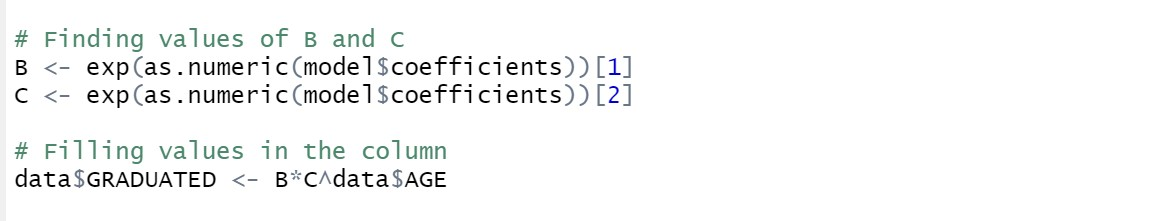 # Finding values of B and C
B <- exp(as.numeric(model$coefficients))[1]
C <- exp(as.numeric(model$coefficients))[2]
# Filling values in the column
data$GRADUATED <- B*C^data$AGE